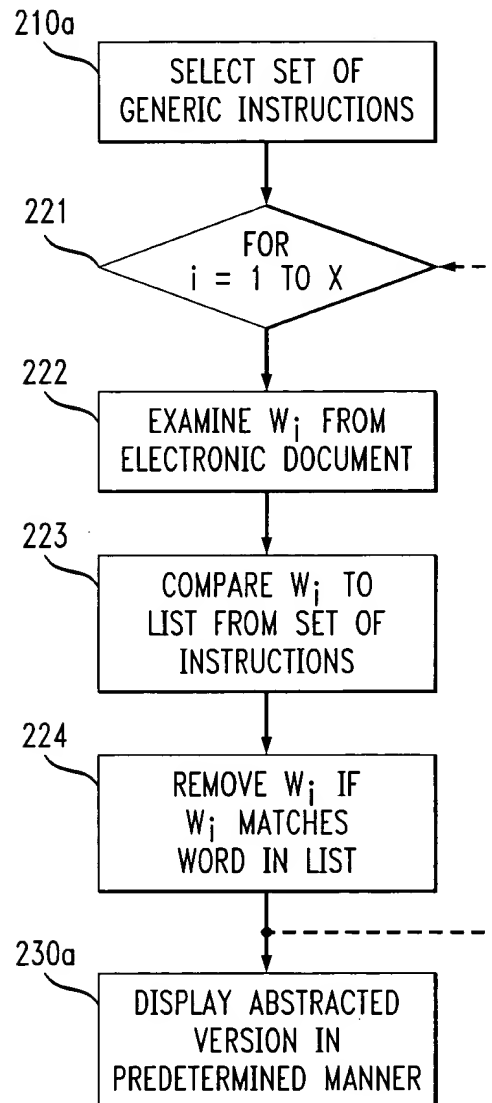 210a
SELECT SET OF
GENERIC INSTRUCTIONS
221
FOR
i = 1 TO X
222
EXAMINE Wi FROM
ELECTRONIC DOCUMENT
223
COMPARE Wi TO
LIST FROM SET OF
INSTRUCTIONS
224
REMOVE Wi IF
Wi MATCHES
WORD IN LIST
230a
DISPLAY ABSTRACTED
VERSION IN
PREDETERMINED MANNER